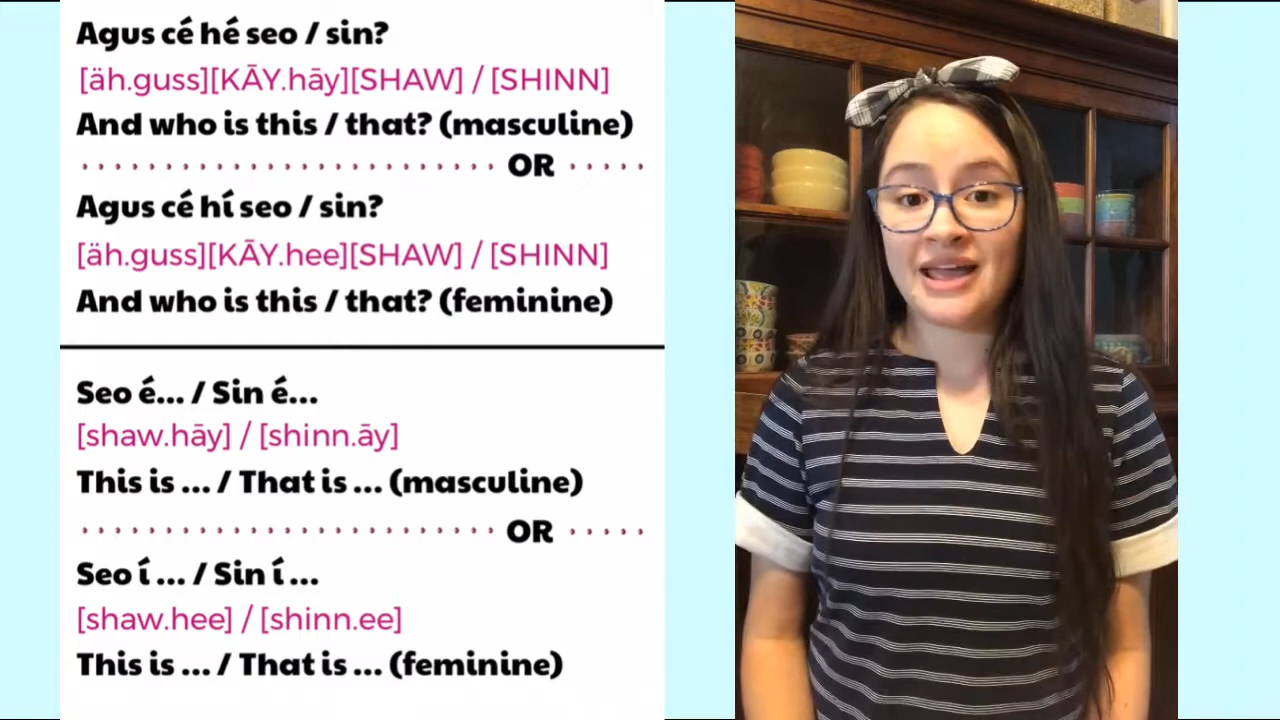 Agus cé hé seo / sin?
[äh.guss][KĀY.hāy][SHAW] / [SHINN]
And who is this / that? (masculine)
OR
Agus cé hí seo / sin?
[äh.guss][KĀY.hee][SHAW] / [SHINN]
And who is this / that? (feminine)
Seo é... / Sin é...
[shaw.hāy] / [shinn.āy]
This is ... / That is ... (masculine)
OR
Seo í ... / Sin í ...
[shaw.hee] / [shinn.ee]
This is ... / That is ... (feminine)